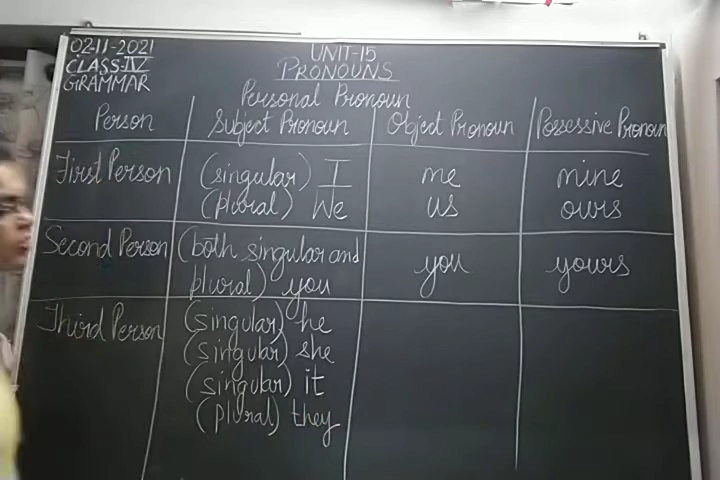 02-11-2021
CLASS:IV
GRAMMAR
UNIT-15
PRONOUNS
Personal Pronoun
Person Subject Pronoun Object Pronoun Possessive Pronoun
First Person (singular) I me mine
(plural) We us ours
Second Person (both singular and you yours
plural) you
Third Person (singular) he
(singular) she
(singular) it
(plural) they